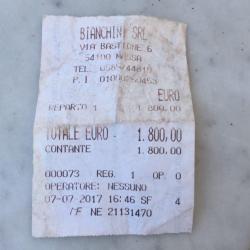 BIANCHINI SRL
VIA BASTIONE 6
54100 MASSA
TEL.
P.I
EURO
REPARTO 1 1.800,00
TOTALE EURO - 1.800,00
CONTANTE 1.800,00
000073 REG. 1 OP 0
OPERATORE: NESSUNO
07-07-2017 16:46 SF 4
MF NE 21131470